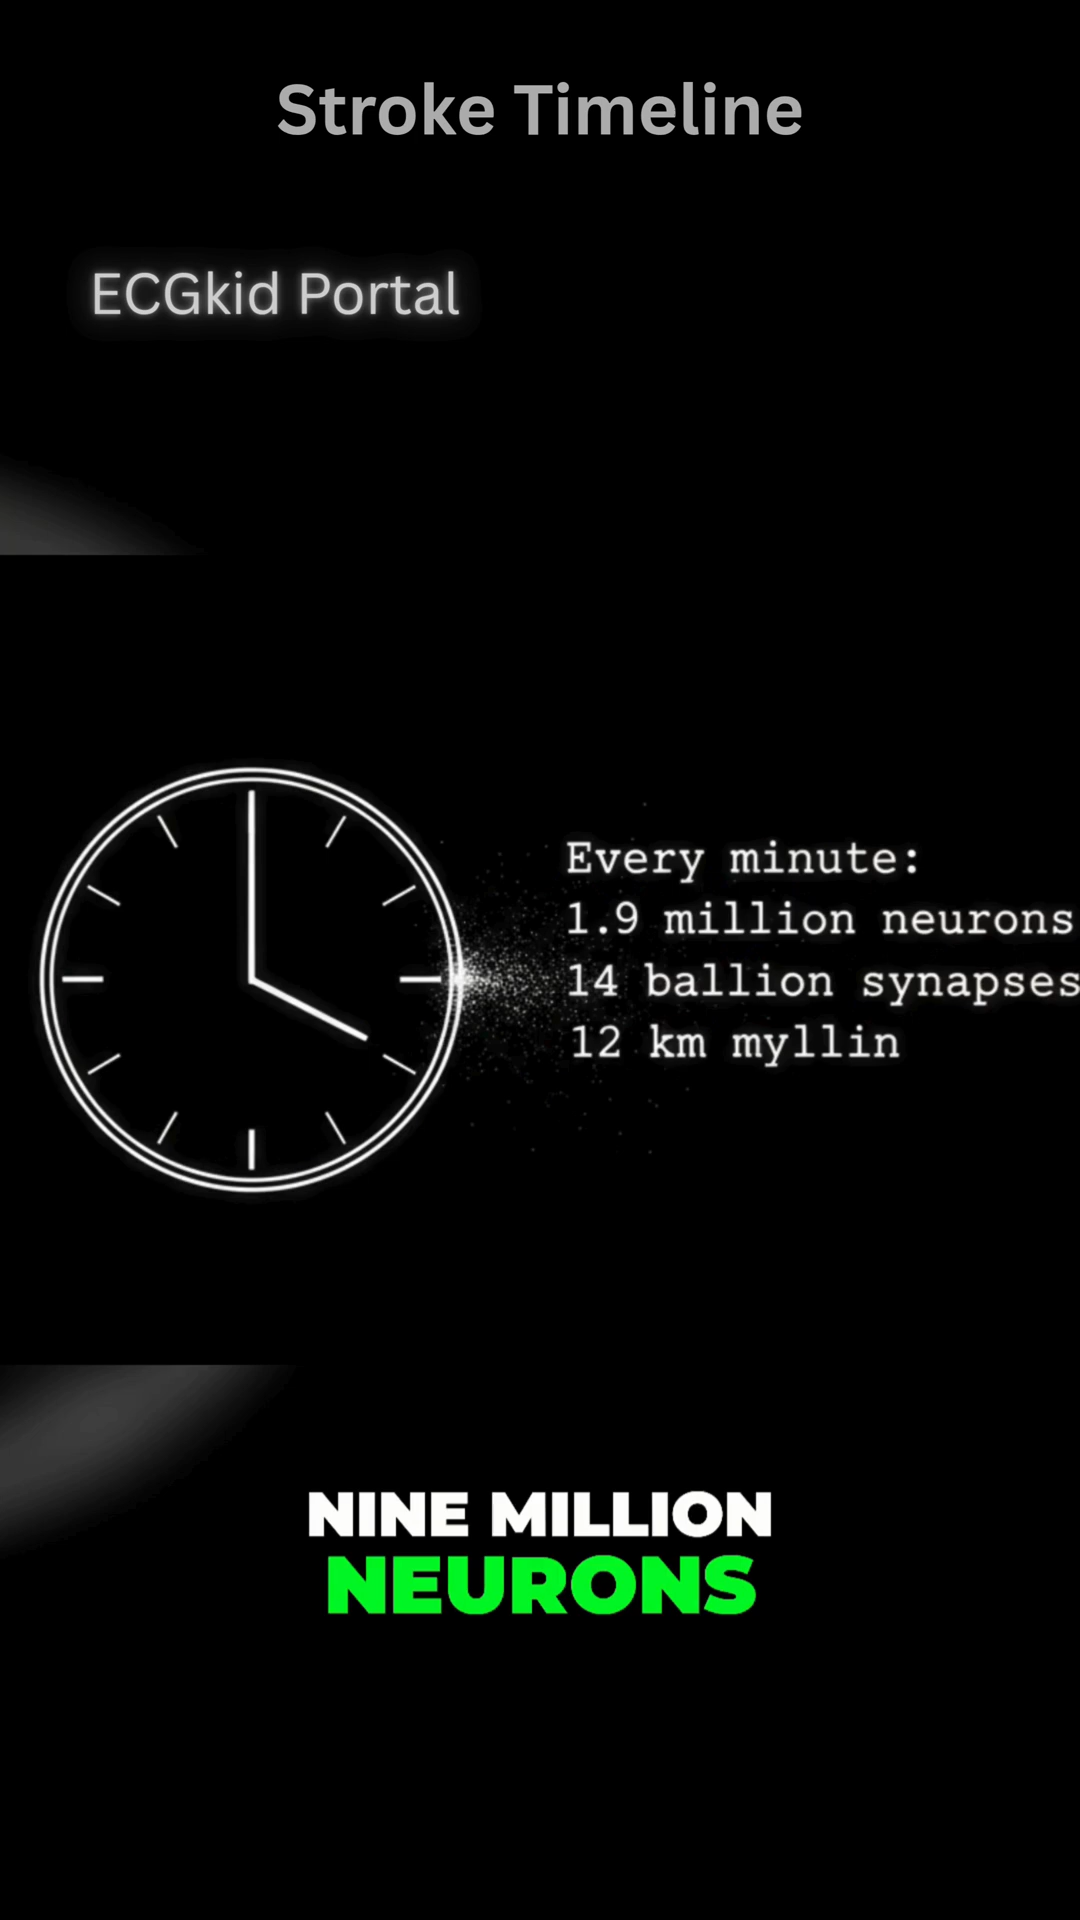 Stroke Timeline
ECGkid Portal
Every minute:
1.9 million neurons
14 ballion synapses
12 km myllin
NINE MILLION
NEURONS